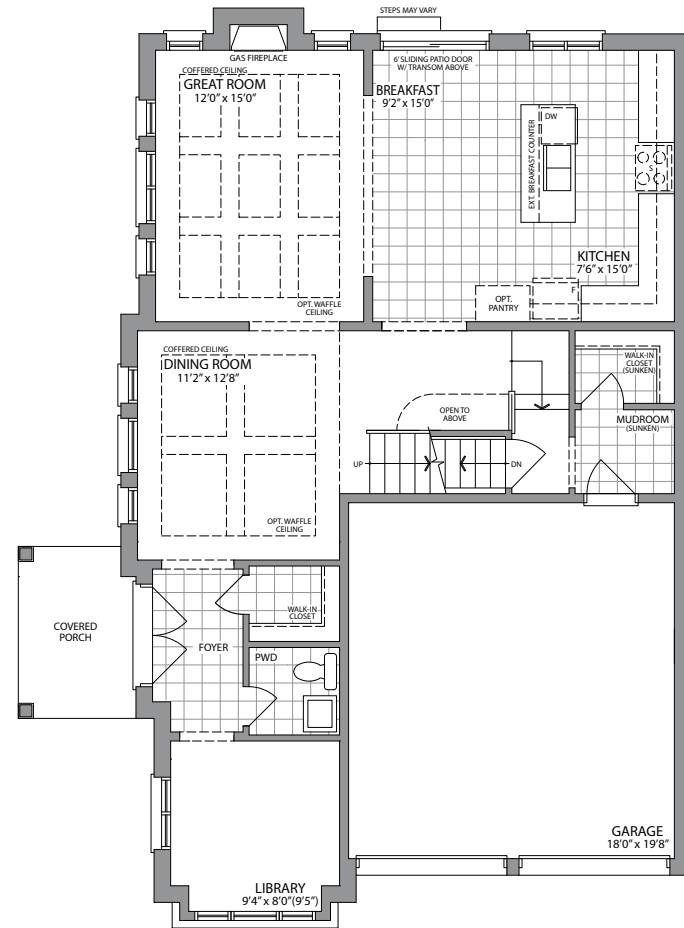 STEPS MAY VARY
GAS FIREPLACE
6' SLIDING PATIO DOOR
W/ TRANSOM ABOVE
COFFERED CEILING
GREAT ROOM
12'0" x 15'0"
BREAKFAST
9'2" x 15'0"
DW
EXT. BREAKFAST COUNTER
S
KITCHEN
7'6" x 15'0"
F
OPT.
PANTRY
OPT. WAFFLE
CEILING
COFFERED CEILING
DINING ROOM
11'2" x 12'8"
WALK-IN
CLOSET
(SUNKEN)
OPEN TO
ABOVE
MUDROOM
(SUNKEN)
UP
DN
OPT. WAFFLE
CEILING
WALK-IN
CLOSET
COVERED
PORCH
FOYER
PWD
GARAGE
18'0" x 19'8"
LIBRARY
9'4" x 8'0"(9'5")